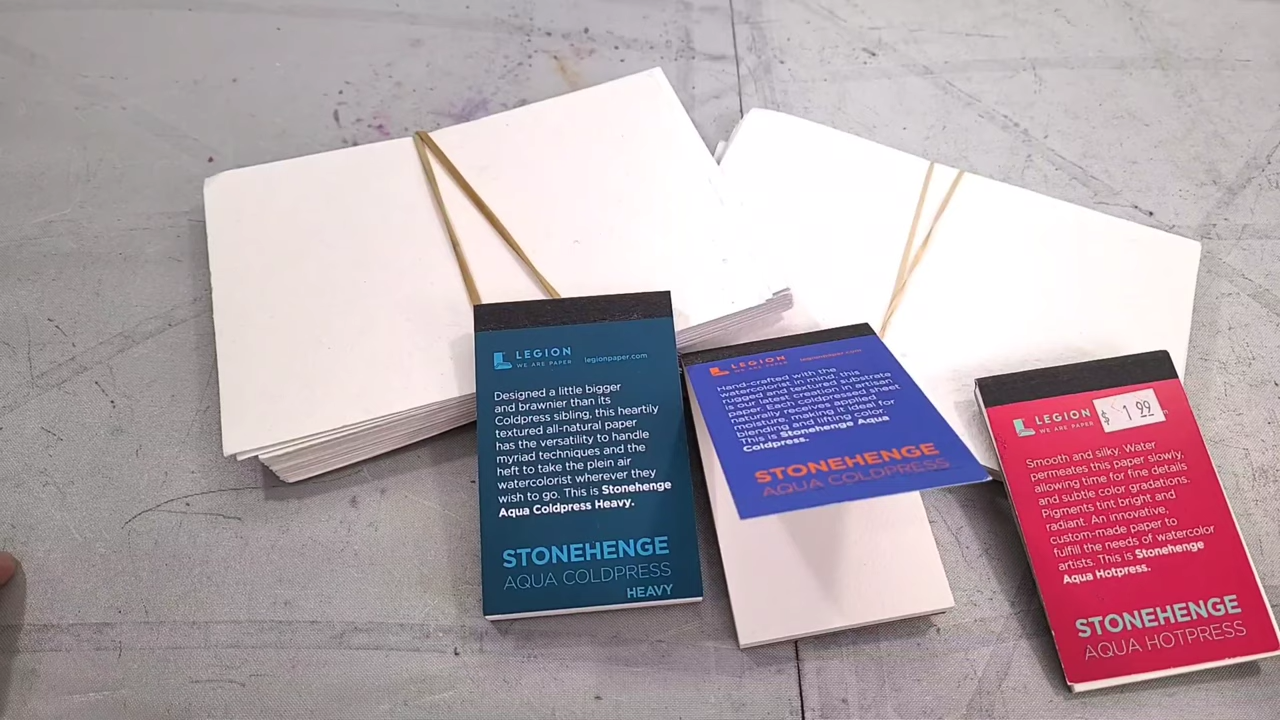 LEGION
WE ARE PAPER
legionpaper.com
Designed a little bigger
and brawnier than its
Coldpress sibling, this heartily
textured all-natural paper
has the versatility to handle
myriad techniques and the
heft to take the plein air
watercolorist wherever they
wish to go. This is Stonehenge
Aqua Coldpress Heavy.
STONEHENGE
AQUA COLDPRESS
HEAVY
LEGION
WE ARE PAPER
legionpaper.com
Hand-crafted with the
watercolorist in mind, this
rugged and textured substrate
is our latest creation in artisan
paper. Each coldpressed sheet
naturally receives applied
moisture, making it ideal for
blending and lifting color.
This is Stonehenge Aqua
Coldpress.
STONEHENGE
AQUA COLDPRESS
LEGION
WE ARE PAPER
$ 1 99
Smooth and silky. Water
permeates this paper slowly,
allowing time for fine details
and subtle color gradations.
Pigments tint bright and
radiant. An innovative,
custom-made paper to
fulfill the needs of watercolor
artists. This is Stonehenge
Aqua Hotpress.
STONEHENGE
AQUA HOTPRESS